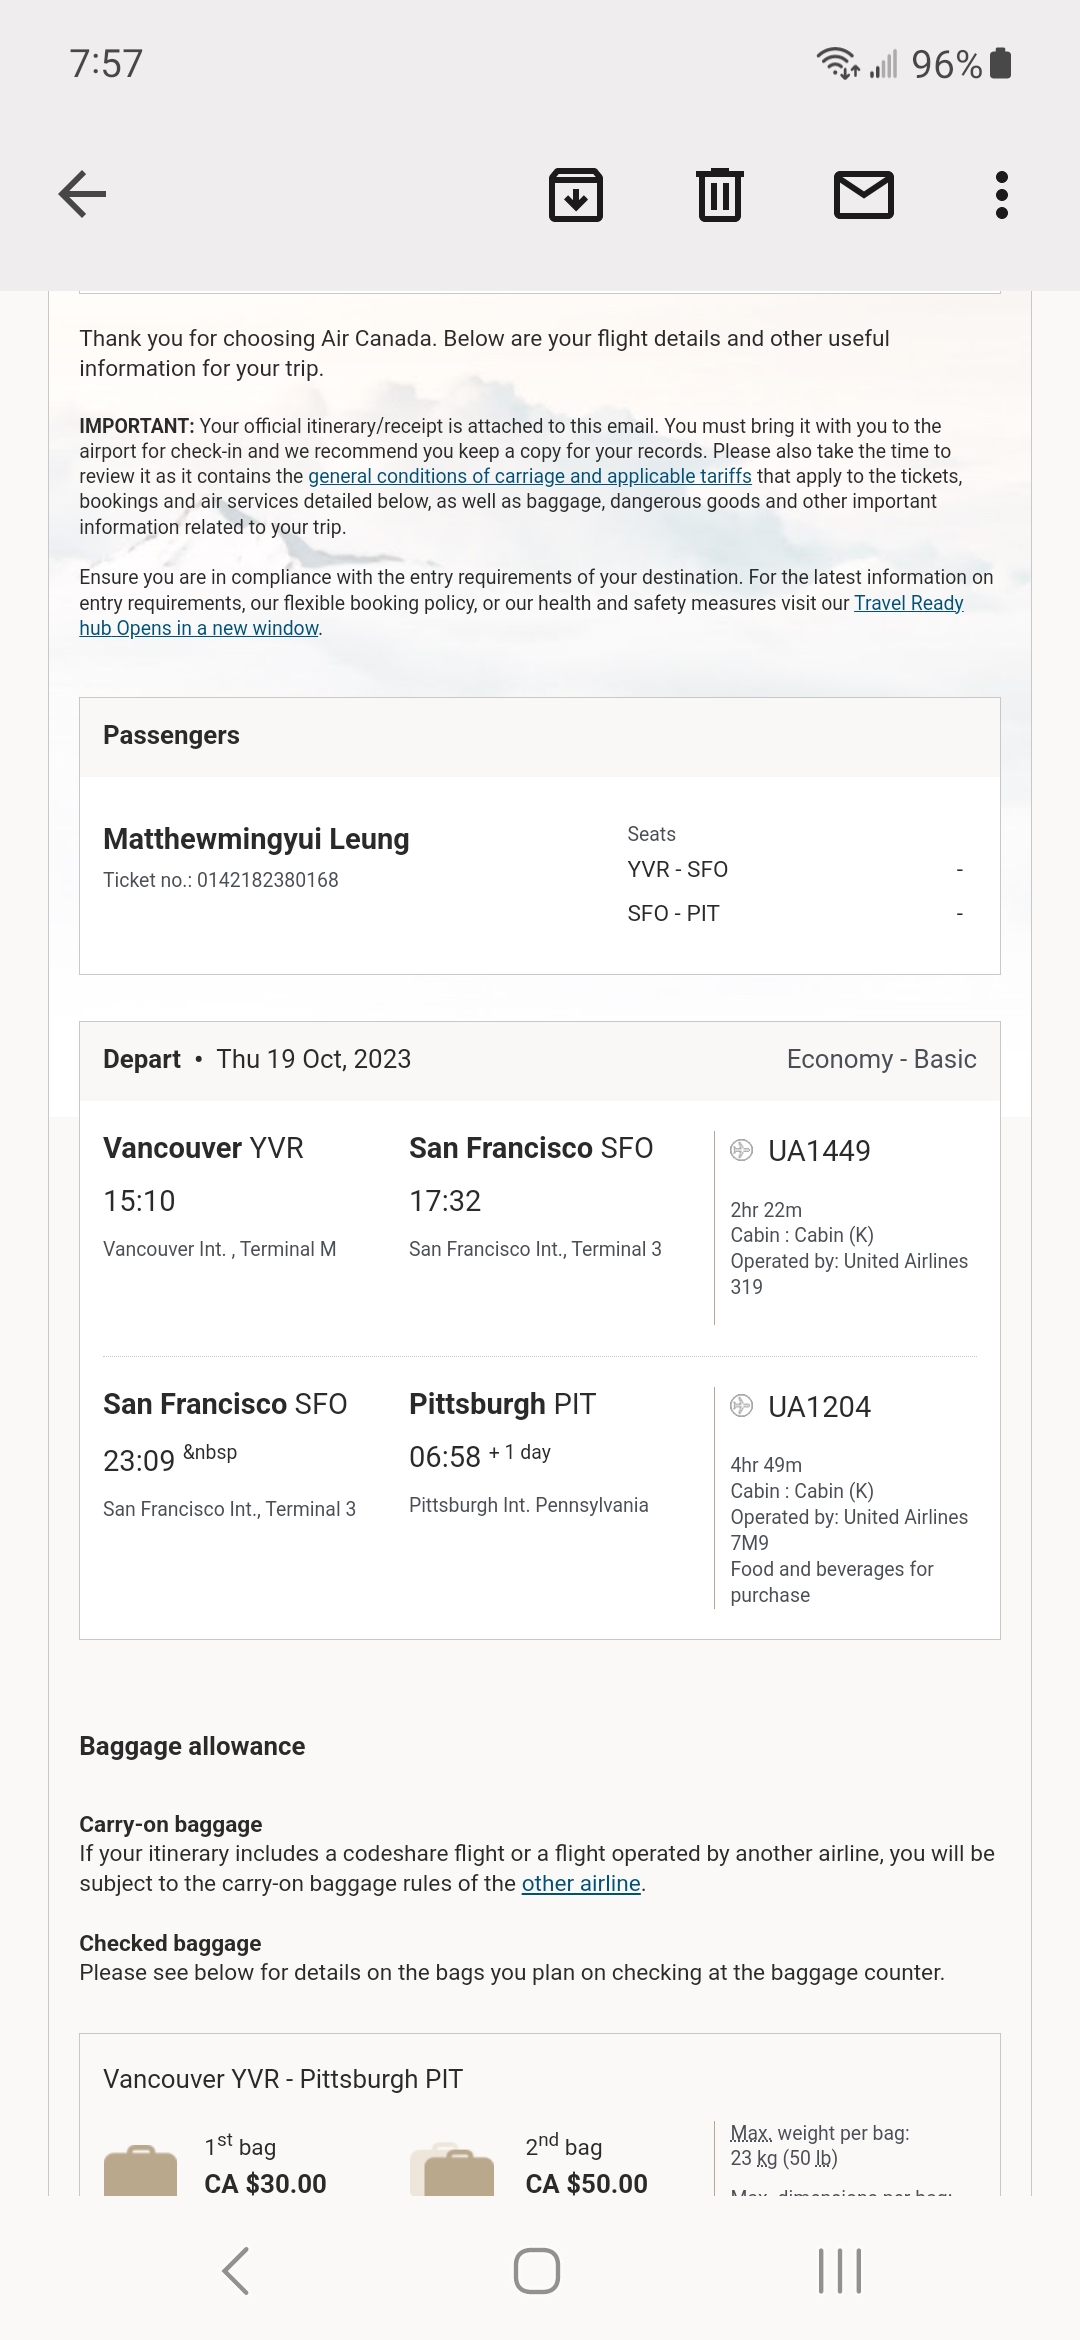 7:57
96%
Thank you for choosing Air Canada. Below are your flight details and other useful
information for your trip.
IMPORTANT: Your official itinerary/receipt is attached to this email. You must bring it with you to the
airport for check-in and we recommend you keep a copy for your records. Please also take the time to
review it as it contains the general conditions of carriage and applicable tariffs that apply to the tickets,
bookings and air services detailed below, as well as baggage, dangerous goods and other important
information related to your trip.
Ensure you are in compliance with the entry requirements of your destination. For the latest information on
entry requirements, our flexible booking policy, or our health and safety measures visit our Travel Ready
hub Opens in a new window.
Passengers
Matthewmingyui Leung
Ticket no.: 0142182380168
Seats
YVR - SFO -
SFO - PIT -
Depart • Thu 19 Oct, 2023 Economy - Basic
Vancouver YVR
15:10
Vancouver Int. , Terminal M
San Francisco SFO
17:32
San Francisco Int., Terminal 3
UA1449
2hr 22m
Cabin : Cabin (K)
Operated by: United Airlines
319
San Francisco SFO
23:09 &nbsp
San Francisco Int., Terminal 3
Pittsburgh PIT
06:58 + 1 day
Pittsburgh Int. Pennsylvania
UA1204
4hr 49m
Cabin : Cabin (K)
Operated by: United Airlines
7M9
Food and beverages for
purchase
Baggage allowance
Carry-on baggage
If your itinerary includes a codeshare flight or a flight operated by another airline, you will be
subject to the carry-on baggage rules of the other airline.
Checked baggage
Please see below for details on the bags you plan on checking at the baggage counter.
Vancouver YVR - Pittsburgh PIT
1st bag
CA $30.00
2nd bag
CA $50.00
Max. weight per bag:
23 kg (50 lb)
Max. dimensions per bag: